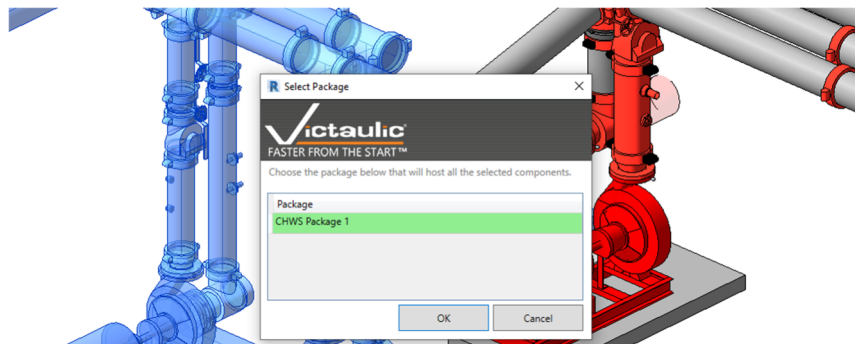 R Select Package
Victaulic®
FASTER FROM THE START™
Choose the package below that will host all the selected components.
Package
CHWS Package 1
OK
Cancel